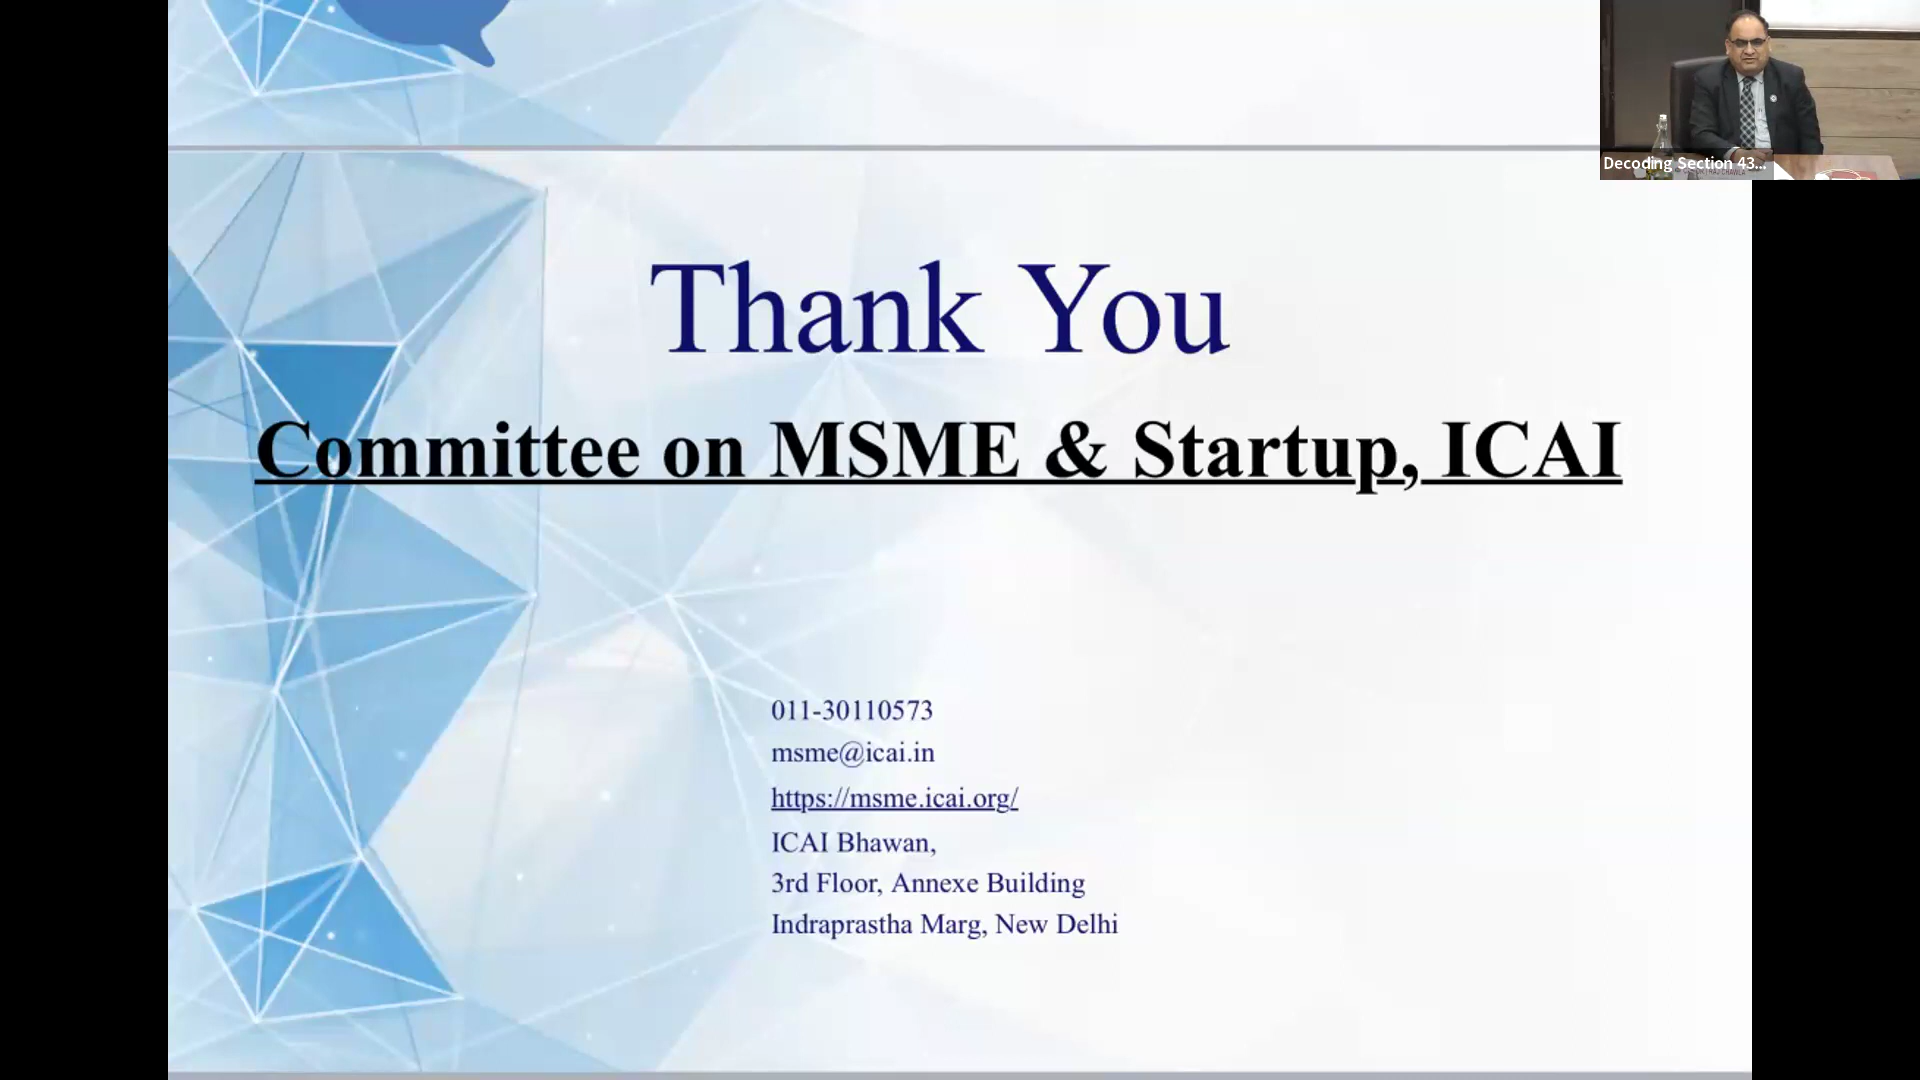 Decoding Section 43...
Thank You
Committee on MSME & Startup, ICAI
011-30110573
msme@icai.in
https://msme.icai.org/
ICAI Bhawan,
3rd Floor, Annexe Building
Indraprastha Marg, New Delhi